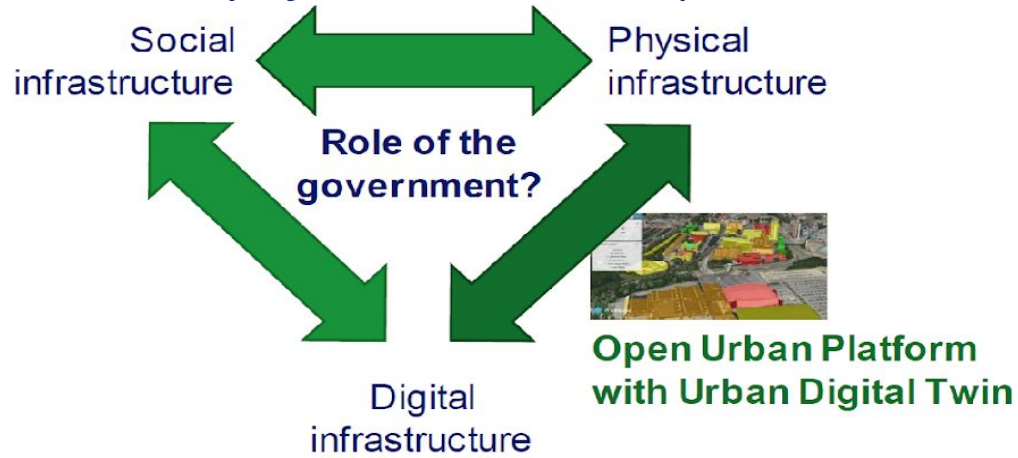 Social
infrastructure
Physical
infrastructure
Role of the
government?
Open Urban Platform
with Urban Digital Twin
Digital
infrastructure